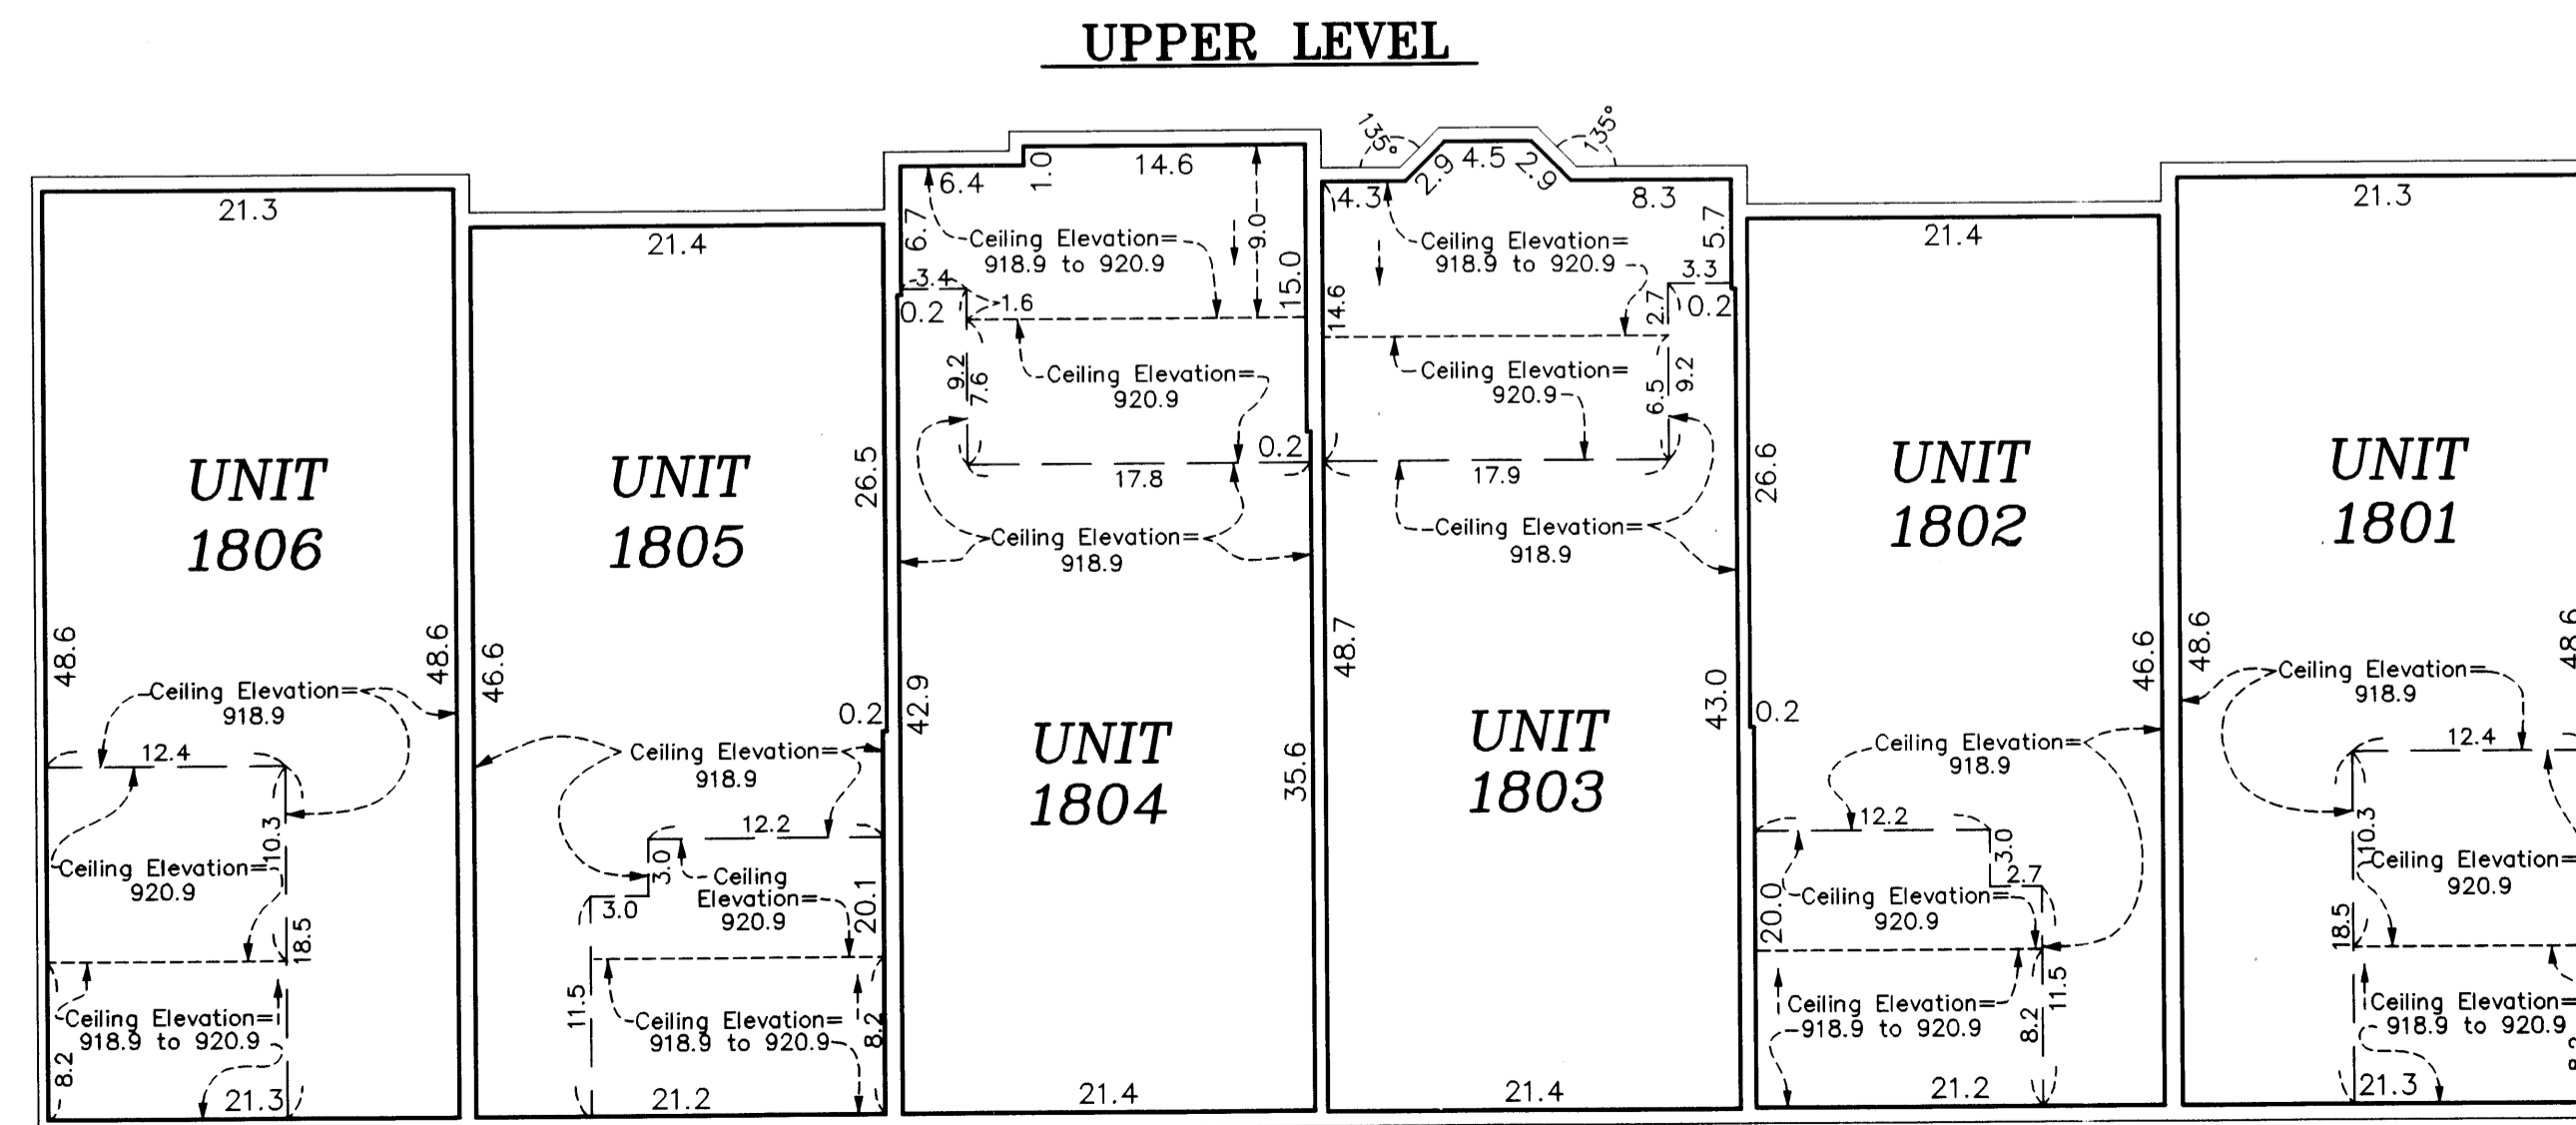 UPPER LEVEL
21.3
UNIT
1806
48.6
48.6
Ceiling Elevation=
918.9
12.4
10.3
Ceiling Elevation=
920.9
18.5
Ceiling Elevation=
918.9 to 920.9
8.2
21.3
21.4
UNIT
1805
26.5
46.6
0.2
Ceiling Elevation=
918.9
12.2
3.0
3.0
Ceiling
Elevation=
920.9
20.1
11.5
Ceiling Elevation=
918.9 to 920.9
8.2
21.2
6.4
1.0
14.6
6.7
Ceiling Elevation=
918.9 to 920.9
9.0
15.0
3.4
0.2
1.6
9.2
7.6
Ceiling Elevation=
920.9
0.2
17.8
Ceiling Elevation=
918.9
42.9
UNIT
1804
35.6
21.4
135°
135°
4.3
2.9
4.5
2.9
8.3
5.7
Ceiling Elevation=
918.9 to 920.9
3.3
0.2
14.6
2.7
Ceiling Elevation=
920.9
6.5
9.2
17.9
Ceiling Elevation=
918.9
48.7
43.0
UNIT
1803
21.4
21.4
UNIT
1802
26.6
46.6
0.2
Ceiling Elevation=
918.9
12.2
3.0
2.7
Ceiling Elevation=
920.9
20.0
11.5
Ceiling Elevation=
918.9 to 920.9
8.2
21.2
21.3
UNIT
1801
48.6
48.6
Ceiling Elevation=
918.9
12.4
10.3
Ceiling Elevation=
920.9
18.5
Ceiling Elevation=
918.9 to 920.9
21.3